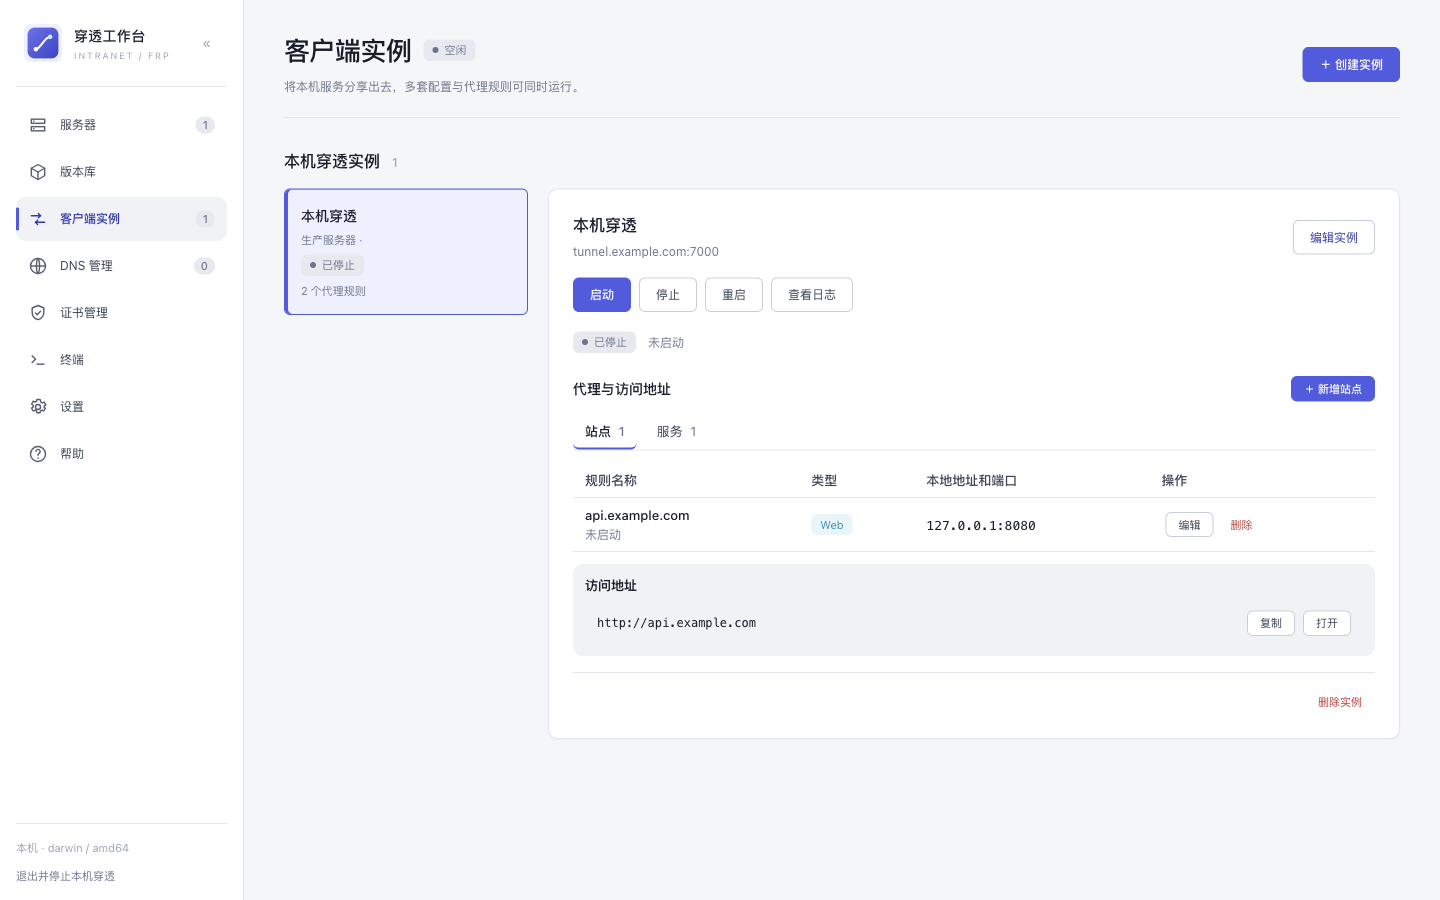 穿透工作台
INTRANET / FRP
«
服务器 1
版本库
客户端实例 1
DNS 管理 0
证书管理
终端
设置
帮助
本机 · darwin / amd64
退出并停止本机穿透
客户端实例 空闲
将本机服务分享出去，多套配置与代理规则可同时运行。
+ 创建实例
本机穿透实例 1
本机穿透
生产服务器 ·
已停止
2 个代理规则
本机穿透
tunnel.example.com:7000
编辑实例
启动 停止 重启 查看日志
已停止 未启动
代理与访问地址
+ 新增站点
站点 1 服务 1
规则名称 类型 本地地址和端口 操作
api.example.com
未启动
Web
127.0.0.1:8080
编辑 删除
访问地址
http://api.example.com
复制 打开
删除实例